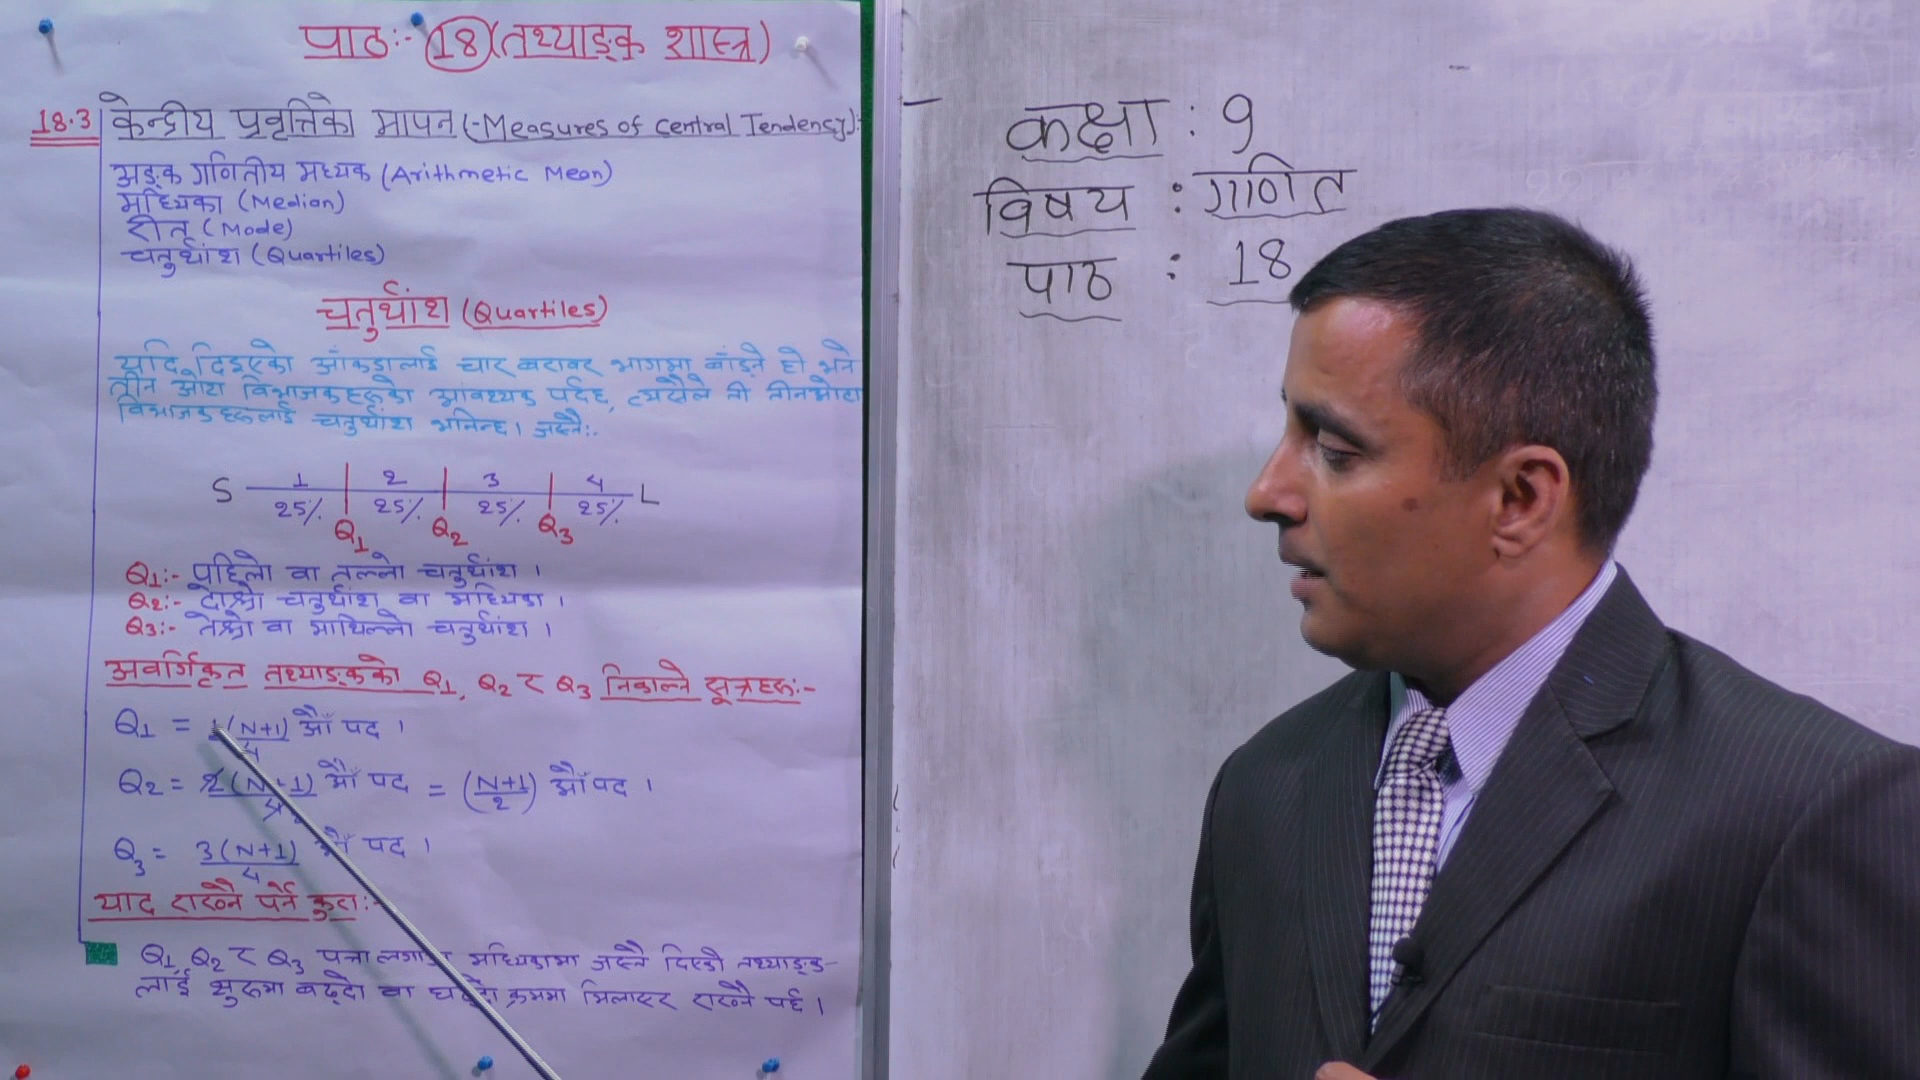 पाठ:- 18 (तथ्याङ्क शास्त्र)
18.3 केन्द्रीय प्रवृत्तिको मापन (-Measures of Central Tendency):-
अङ्क गणितीय मध्यक (Arithmetic Mean)
मध्यिका (Median)
रीत (Mode)
चतुर्थांश (Quartiles)
चतुर्थांश (Quartiles)
यदि दिइएको आँकडालाई चार बराबर भागमा बाँड्ने हो भने
तीन ओटा विभाजकहरूको आवश्यक पर्दछ, त्यसैले ती तीनओटा
विभाजकहरूलाई चतुर्थांश भनिन्छ। जस्तै:-
S 1 2 3 4 L
25% 25% 25% 25%
Q1 Q2 Q3
Q1:- पहिलो वा तल्लो चतुर्थांश ।
Q2:- दोश्रो चतुर्थांश वा मध्यिका ।
Q3:- तेश्रो वा माथिल्लो चतुर्थांश ।
अवर्गिकृत तथ्याङ्कको Q1, Q2 र Q3 निकाल्ने सूत्रहरू:-
Q1 = 1(N+1)/4 औँ पद ।
Q2 = 2(N+1)/4 2 औँ पद = (N+1/2) औँ पद ।
Q3 = 3(N+1)/4 औँ पद ।
याद राख्नै पर्ने कुरा:-
Q1, Q2 र Q3 पत्ता लगाउन मध्यिकामा जस्तै दिएको तथ्याङ्क-
लाई सुरुमा बढ्दो वा घट्दो क्रममा मिलाएर राख्नै पर्छ ।
कक्षा : 9
विषय : गणित
पाठ : 18